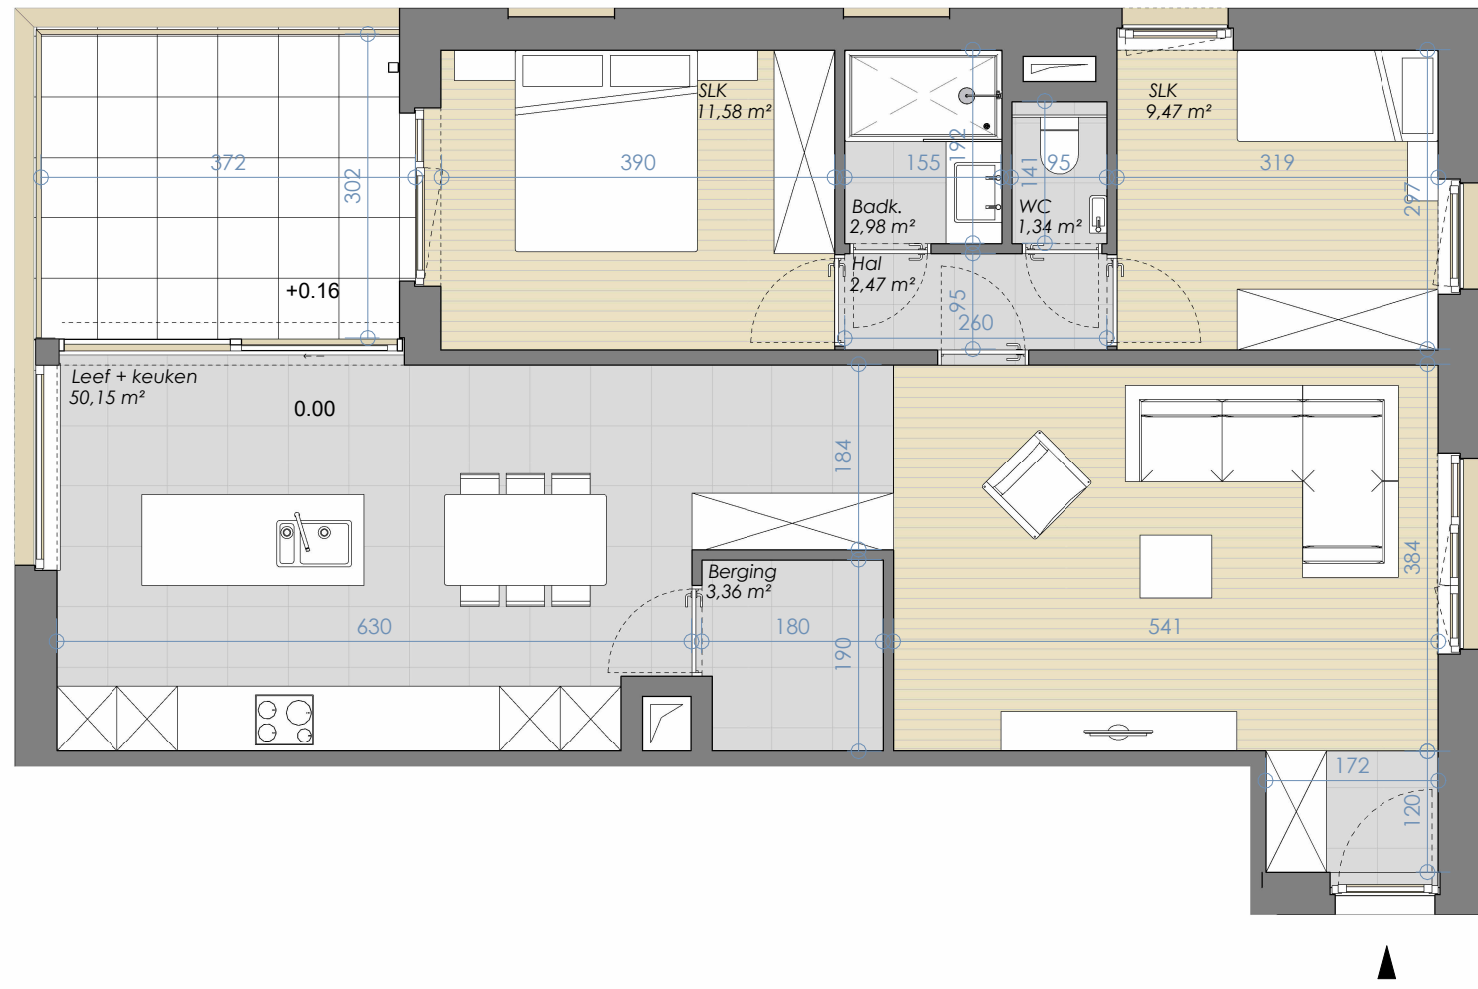 SLK
11,58 m²
SLK
9,47 m²
372
302
390
155
192
141
95
319
297
Badk.
2,98 m²
WC
1,34 m²
Hal
2,47 m²
95
260
+0.16
Leef + keuken
50,15 m²
0.00
184
384
Berging
3,36 m²
630
180
190
541
172
120